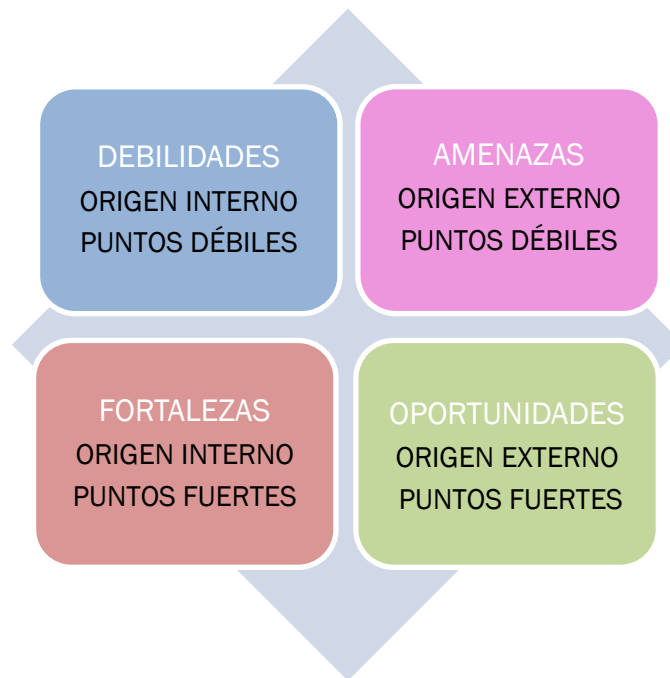 DEBILIDADES
ORIGEN INTERNO
PUNTOS DÉBILES
AMENAZAS
ORIGEN EXTERNO
PUNTOS DÉBILES
FORTALEZAS
ORIGEN INTERNO
PUNTOS FUERTES
OPORTUNIDADES
ORIGEN EXTERNO
PUNTOS FUERTES